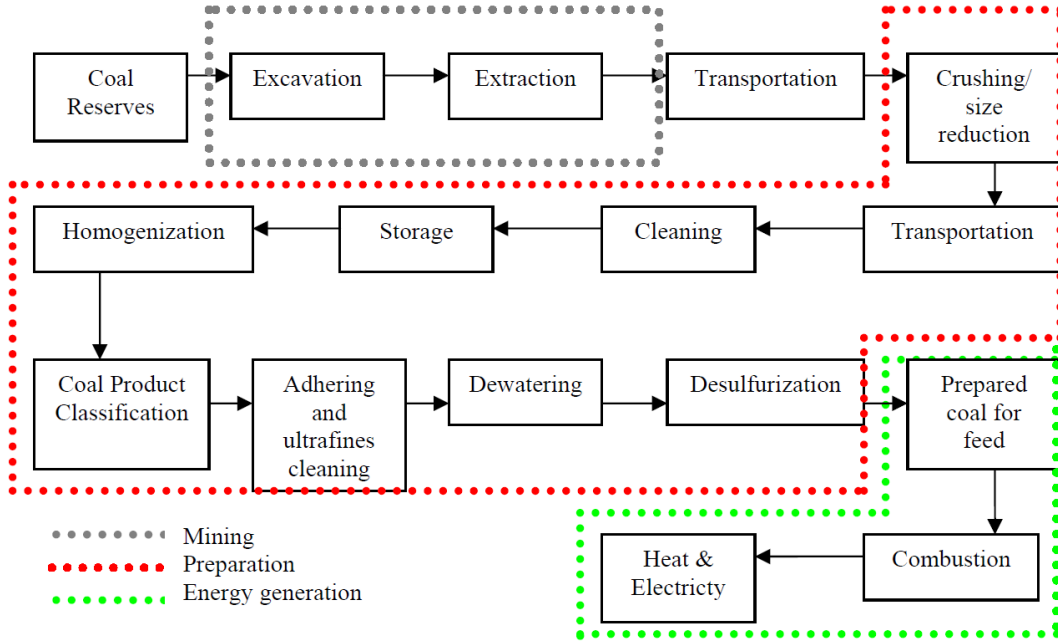 Coal
Reserves
Excavation
Extraction
Transportation
Crushing/
size
reduction
Homogenization
Storage
Cleaning
Transportation
Coal Product
Classification
Adhering
and
ultrafines
cleaning
Dewatering
Desulfurization
Prepared
coal for
feed
Mining
Preparation
Energy generation
Heat &
Electricty
Combustion